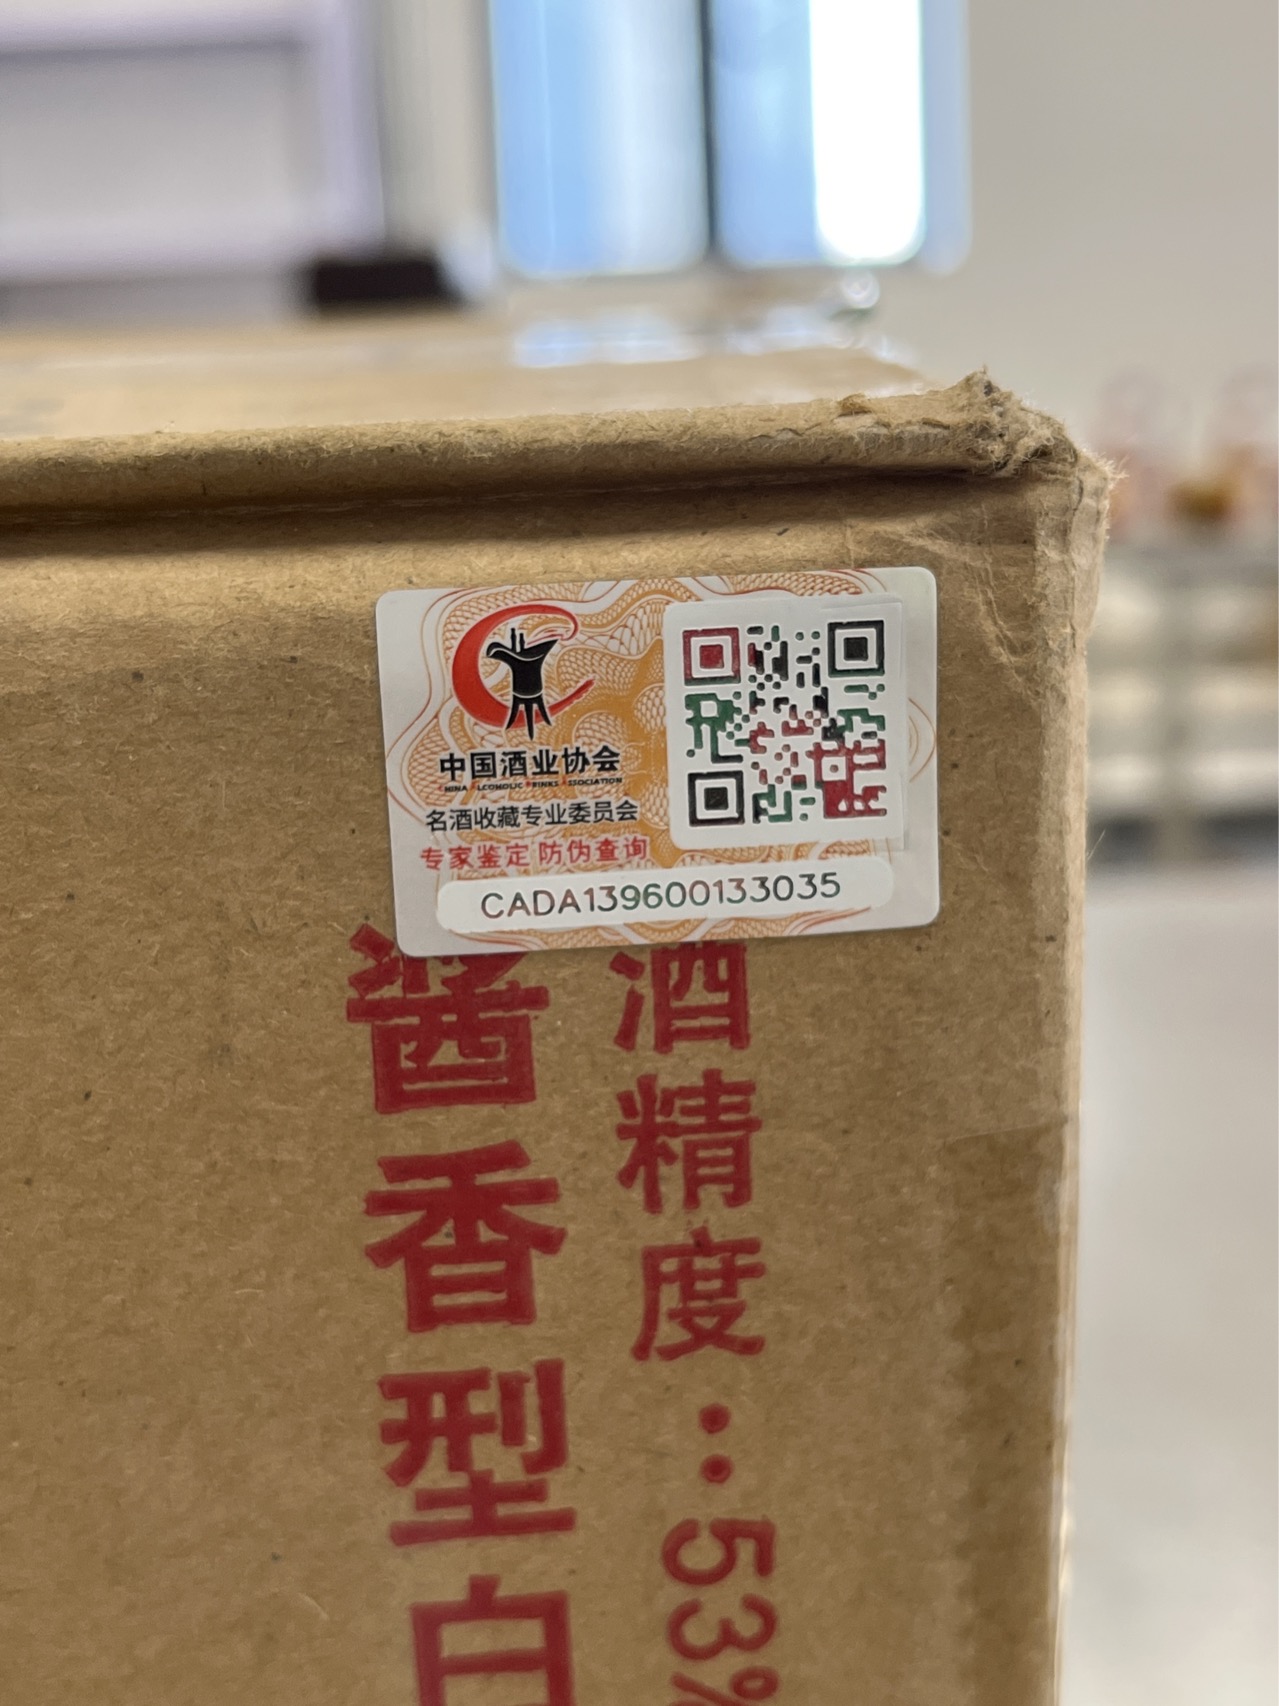 中国酒业协会
CHINA ALCOHOLIC DRINKS ASSOCIATION
名酒收藏专业委员会
专家鉴定 防伪查询
CADA139600133035
酱香型白
酒精度:53%